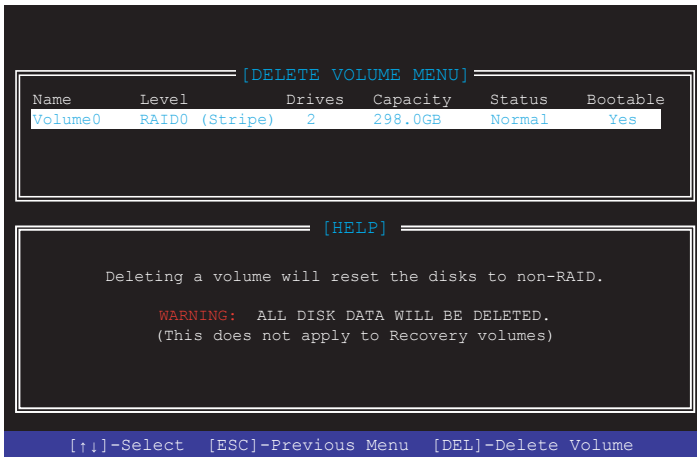 [DELETE VOLUME MENU]
Name Level Drives Capacity Status Bootable
Volume0 RAID0 (Stripe) 2 298.0GB Normal Yes
[HELP]
Deleting a volume will reset the disks to non-RAID.
WARNING: ALL DISK DATA WILL BE DELETED.
(This does not apply to Recovery volumes)
[↑↓]-Select [ESC]-Previous Menu [DEL]-Delete Volume